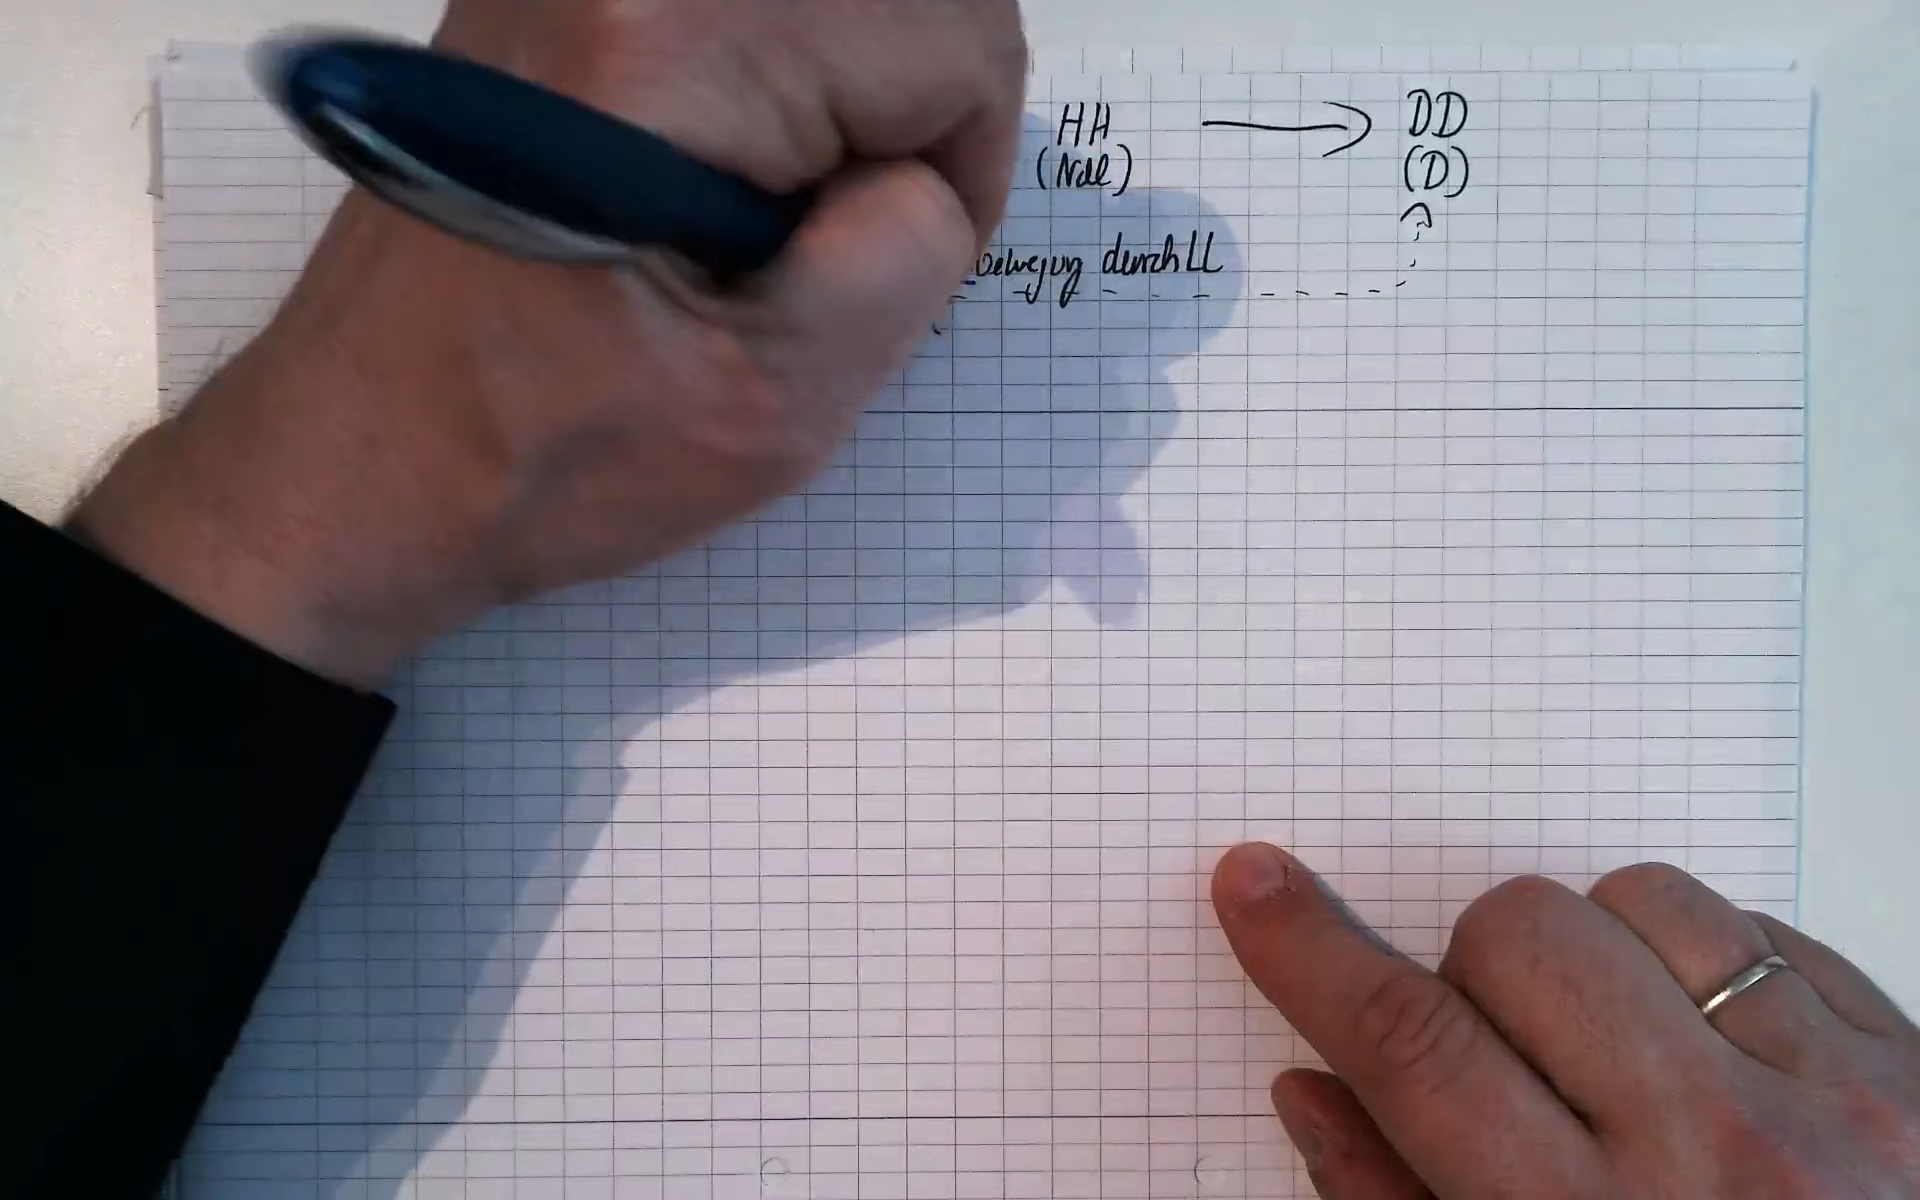 HH → DD
(NdL) (D)
bewegung durch LL